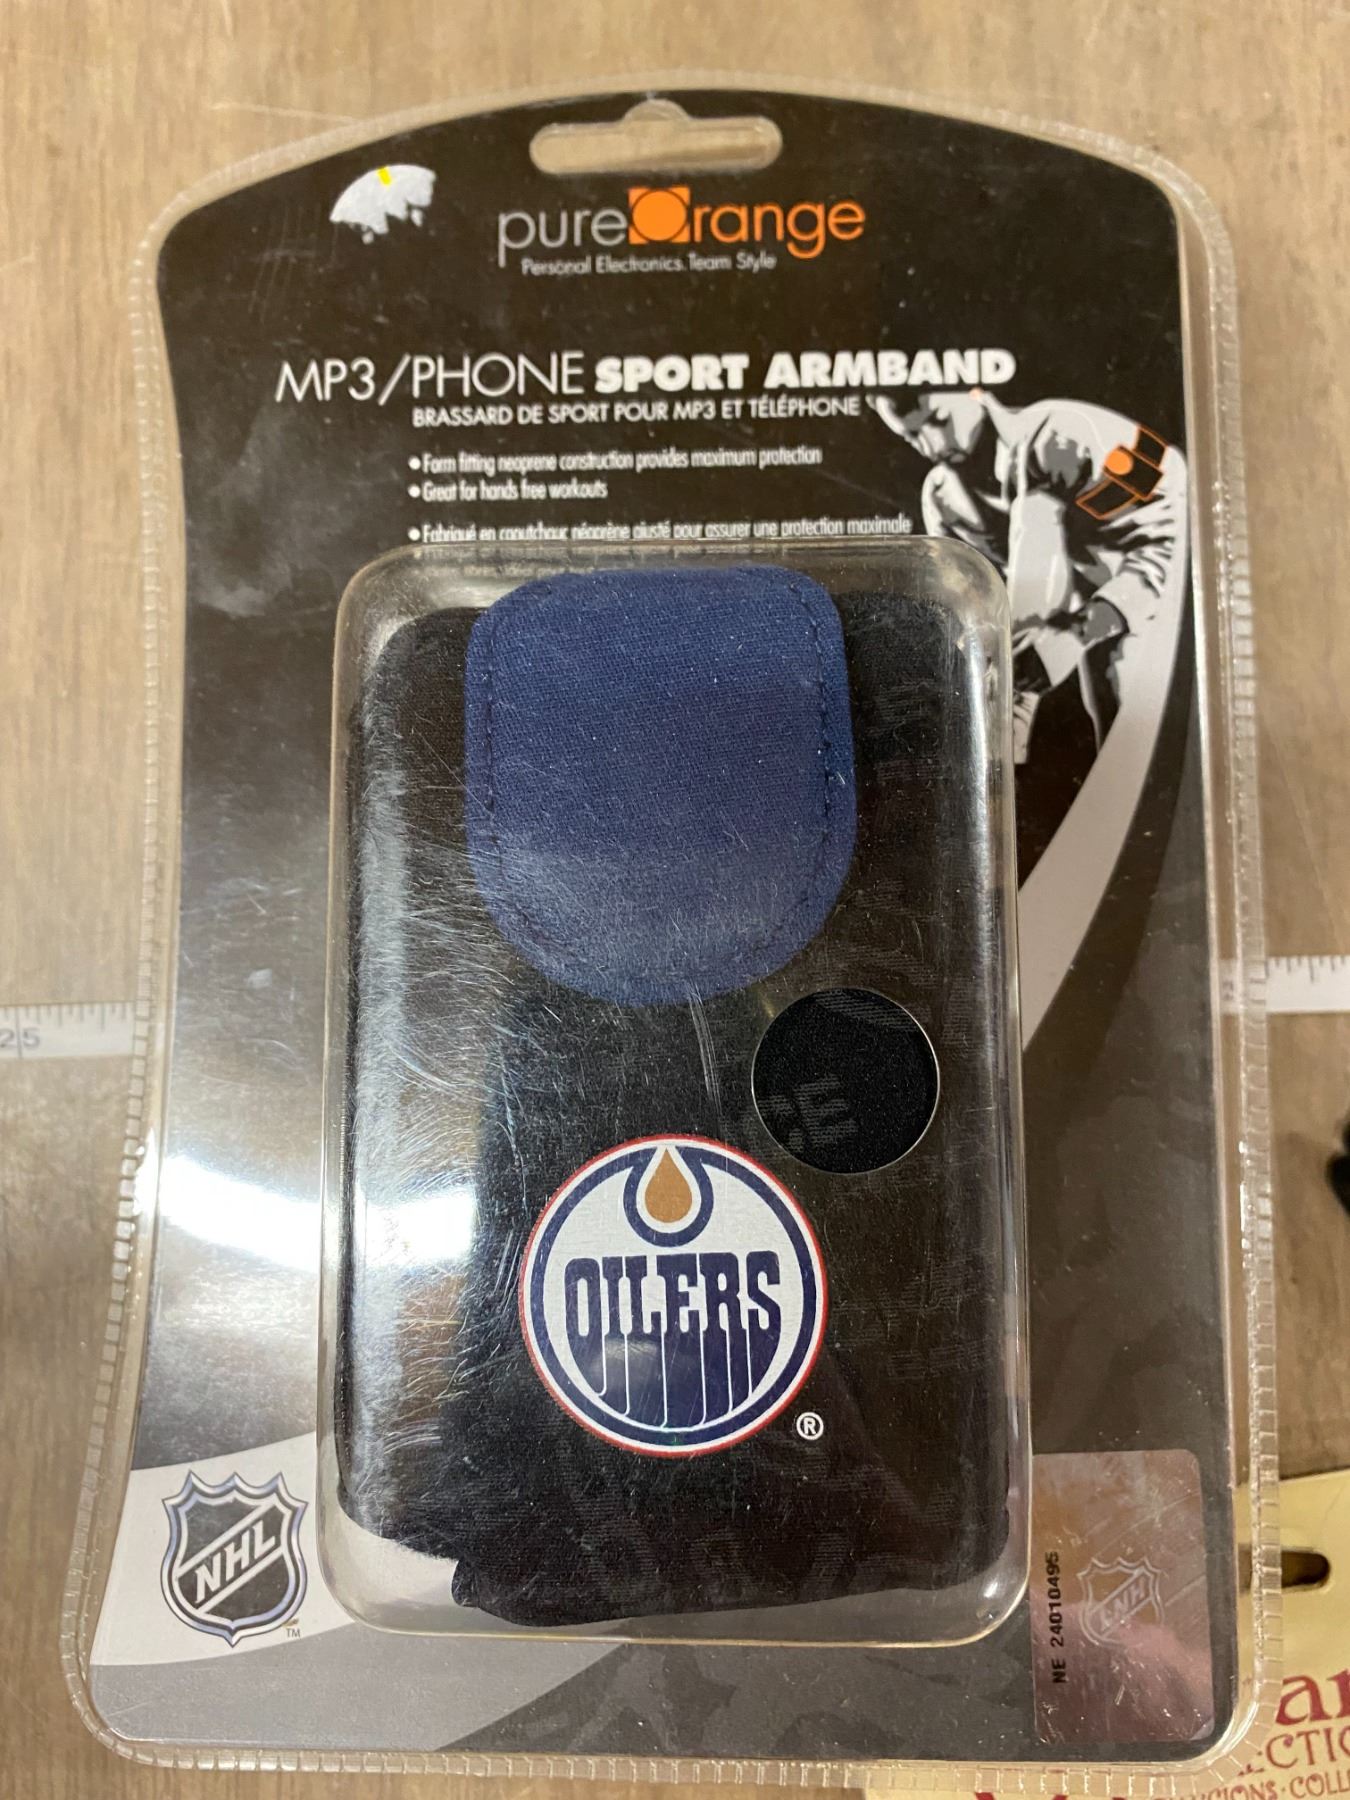 pureOrange
Personal Electronics. Team Style
MP3/PHONE SPORT ARMBAND
BRASSARD DE SPORT POUR MP3 ET TÉLÉPHONE
• Form fitting neoprene construction provides maximum protection
• Great for hands free workouts
• Fabriqué en caoutchouc néoprène ajusté pour assurer une protection maximale
25
OILERS
®
NHL
TM
NE 24010495
NHL